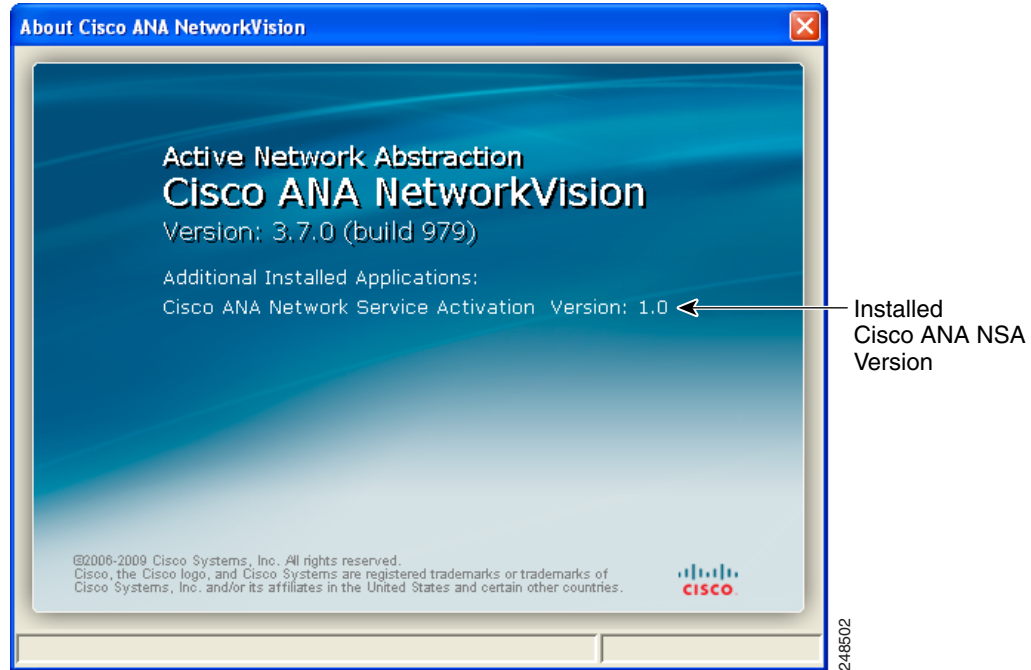 About Cisco ANA NetworkVision
Active Network Abstraction
Cisco ANA NetworkVision
Version: 3.7.0 (build 979)
Additional Installed Applications:
Cisco ANA Network Service Activation Version: 1.0
Installed
Cisco ANA NSA
Version
©2006-2009 Cisco Systems, Inc. All rights reserved.
Cisco, the Cisco logo, and Cisco Systems are registered trademarks or trademarks of
Cisco Systems, Inc. and/or its affiliates in the United States and certain other countries.
CISCO.
248502